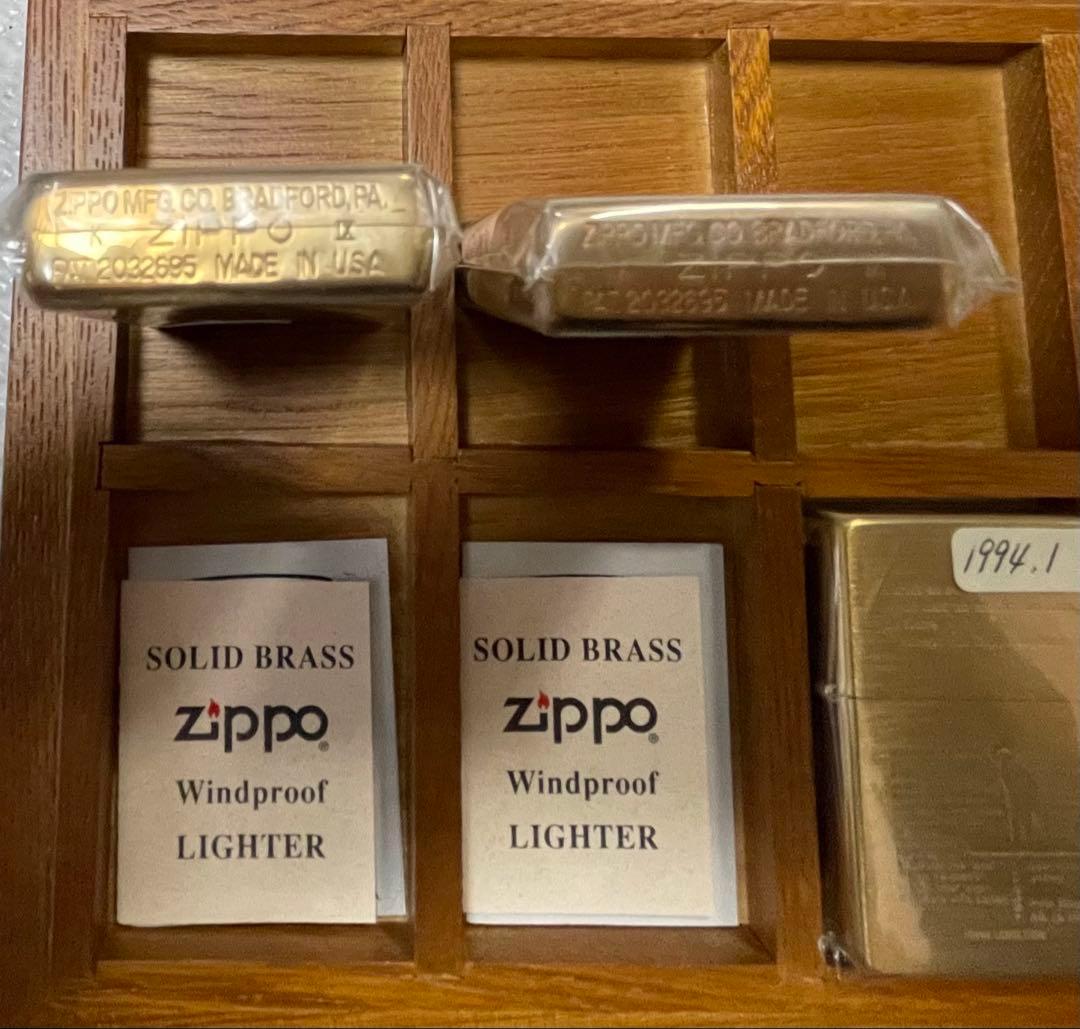 ZIPPO MFG. CO. BRADFORD, PA.
K ZIPPO IX
PAT. 2032695 MADE IN USA
ZIPPO MFG. CO. BRADFORD, PA.
ZIPPO
PAT. 2032695 MADE IN U.S.A.
SOLID BRASS
zippo®
Windproof
LIGHTER
SOLID BRASS
zippo®
Windproof
LIGHTER
1994.1